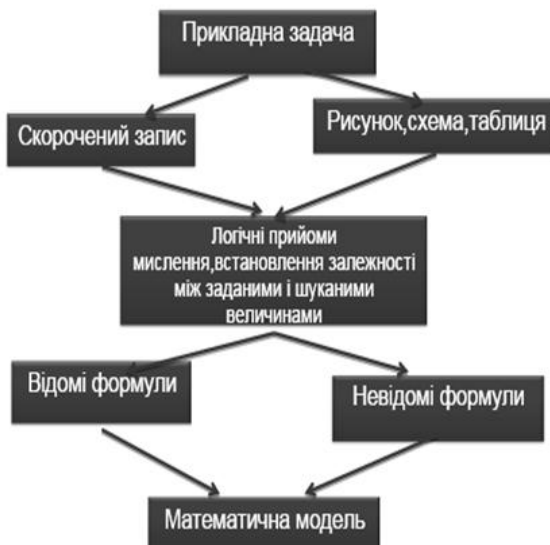 Прикладна задача
Скорочений запис
Рисунок,схема,таблиця
Логічні прийоми
мислення,встановлення залежності
між заданими і шуканими
величинами
Відомі формули
Невідомі формули
Математична модель